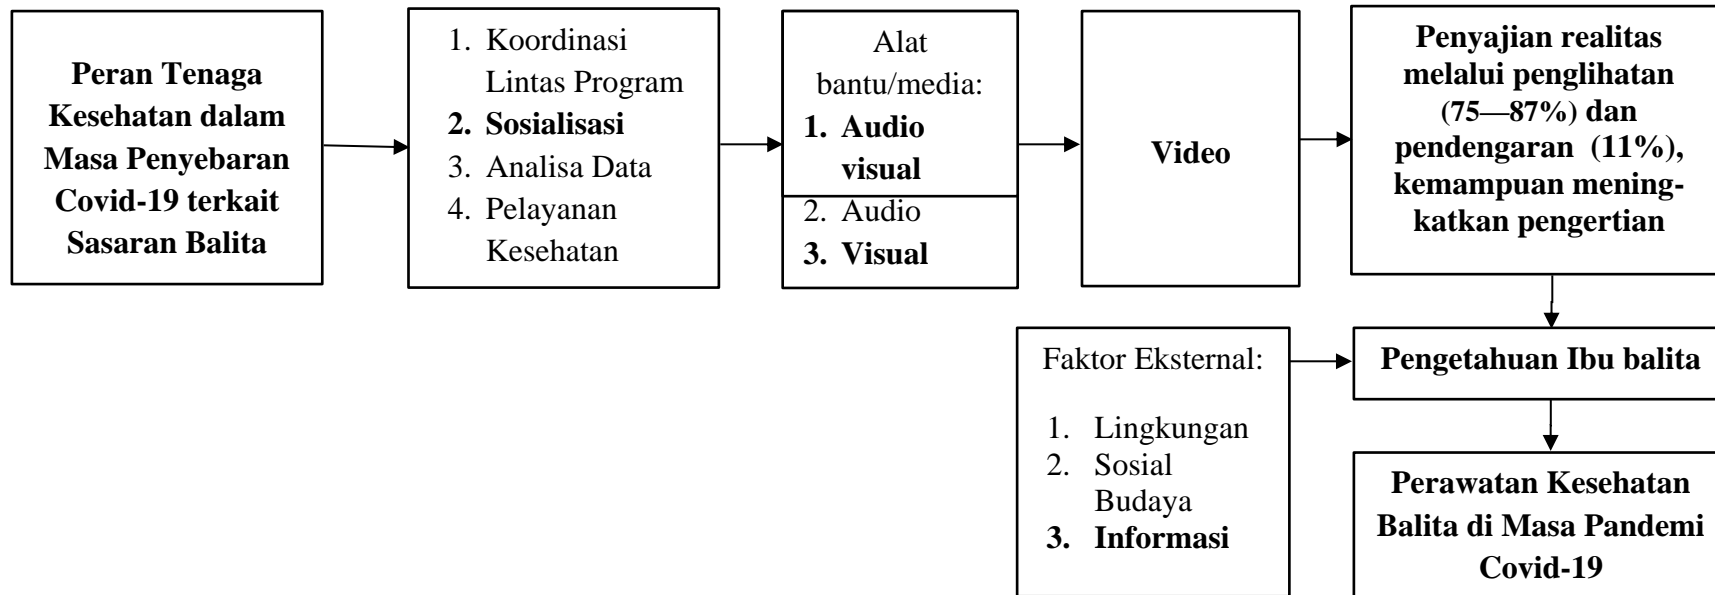 Peran Tenaga
Kesehatan dalam
Masa Penyebaran
Covid-19 terkait
Sasaran Balita
1. Koordinasi
Lintas Program
2. Sosialisasi
3. Analisa Data
4. Pelayanan
Kesehatan
Alat
bantu/media:
1. Audio
visual
2. Audio
3. Visual
Video
Penyajian realitas
melalui penglihatan
(75—87%) dan
pendengaran (11%),
kemampuan mening-
katkan pengertian
Faktor Eksternal:
1. Lingkungan
2. Sosial
Budaya
3. Informasi
Pengetahuan Ibu balita
Perawatan Kesehatan
Balita di Masa Pandemi
Covid-19